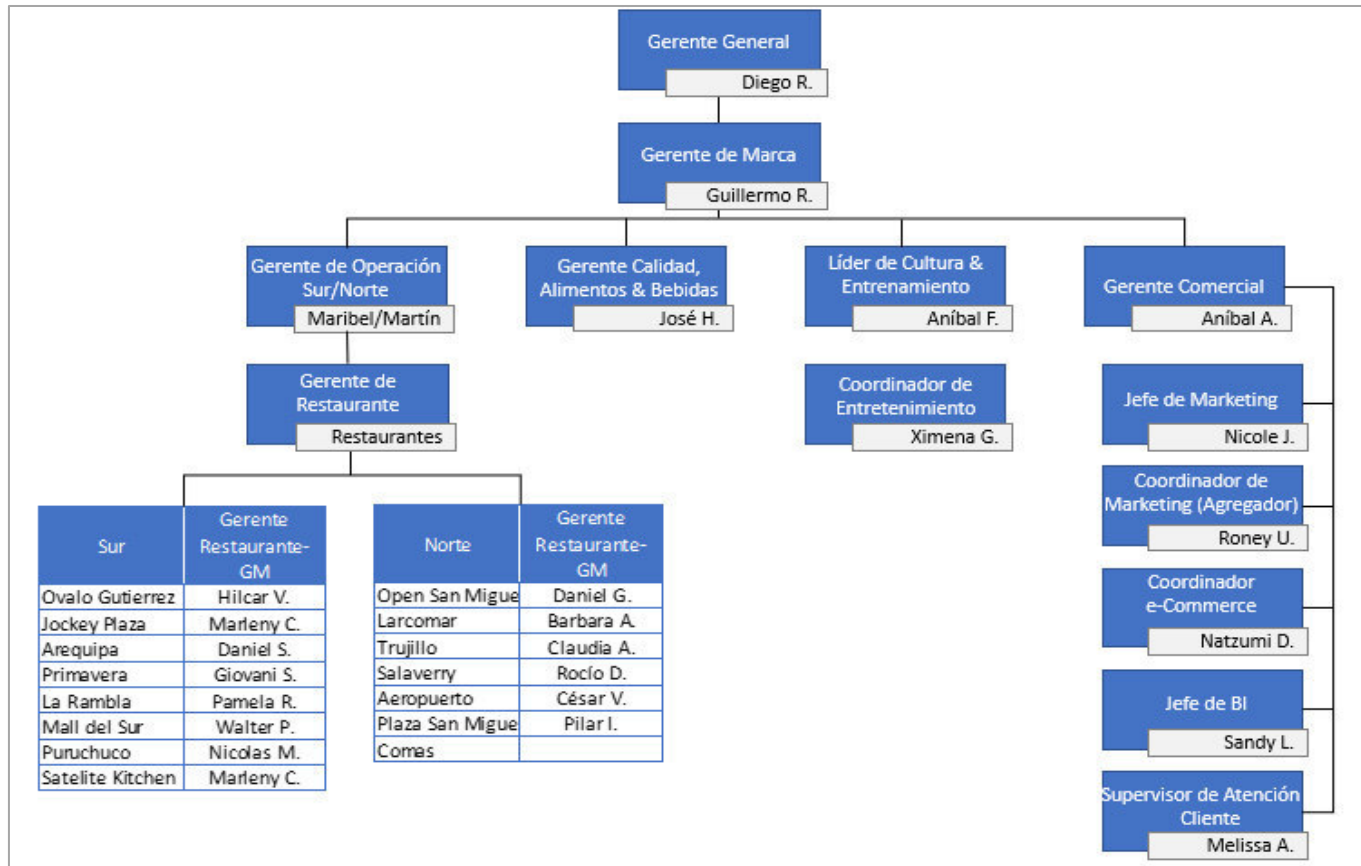 Gerente General
Diego R.
Gerente de Marca
Guillermo R.
Gerente de Operación
Sur/Norte
Maribel/Martín
Gerente Calidad,
Alimentos & Bebidas
José H.
Líder de Cultura &
Entrenamiento
Aníbal F.
Gerente Comercial
Aníbal A.
Gerente de
Restaurante
Restaurantes
Coordinador de
Entretenimiento
Ximena G.
Jefe de Marketing
Nicole J.
Coordinador de
Marketing (Agregador)
Roney U.
Coordinador
e-Commerce
Natzumi D.
Jefe de BI
Sandy L.
Supervisor de Atención
Cliente
Melissa A.
Sur
Gerente
Restaurante-
GM
Ovalo Gutierrez Hilcar V.
Jockey Plaza Marleny C.
Arequipa Daniel S.
Primavera Giovani S.
La Rambla Pamela R.
Mall del Sur Walter P.
Puruchuco Nicolas M.
Satelite Kitchen Marleny C.
Norte
Gerente
Restaurante-
GM
Open San Migue Daniel G.
Larcomar Barbara A.
Trujillo Claudia A.
Salaverry Rocío D.
Aeropuerto César V.
Plaza San Migue Pilar I.
Comas